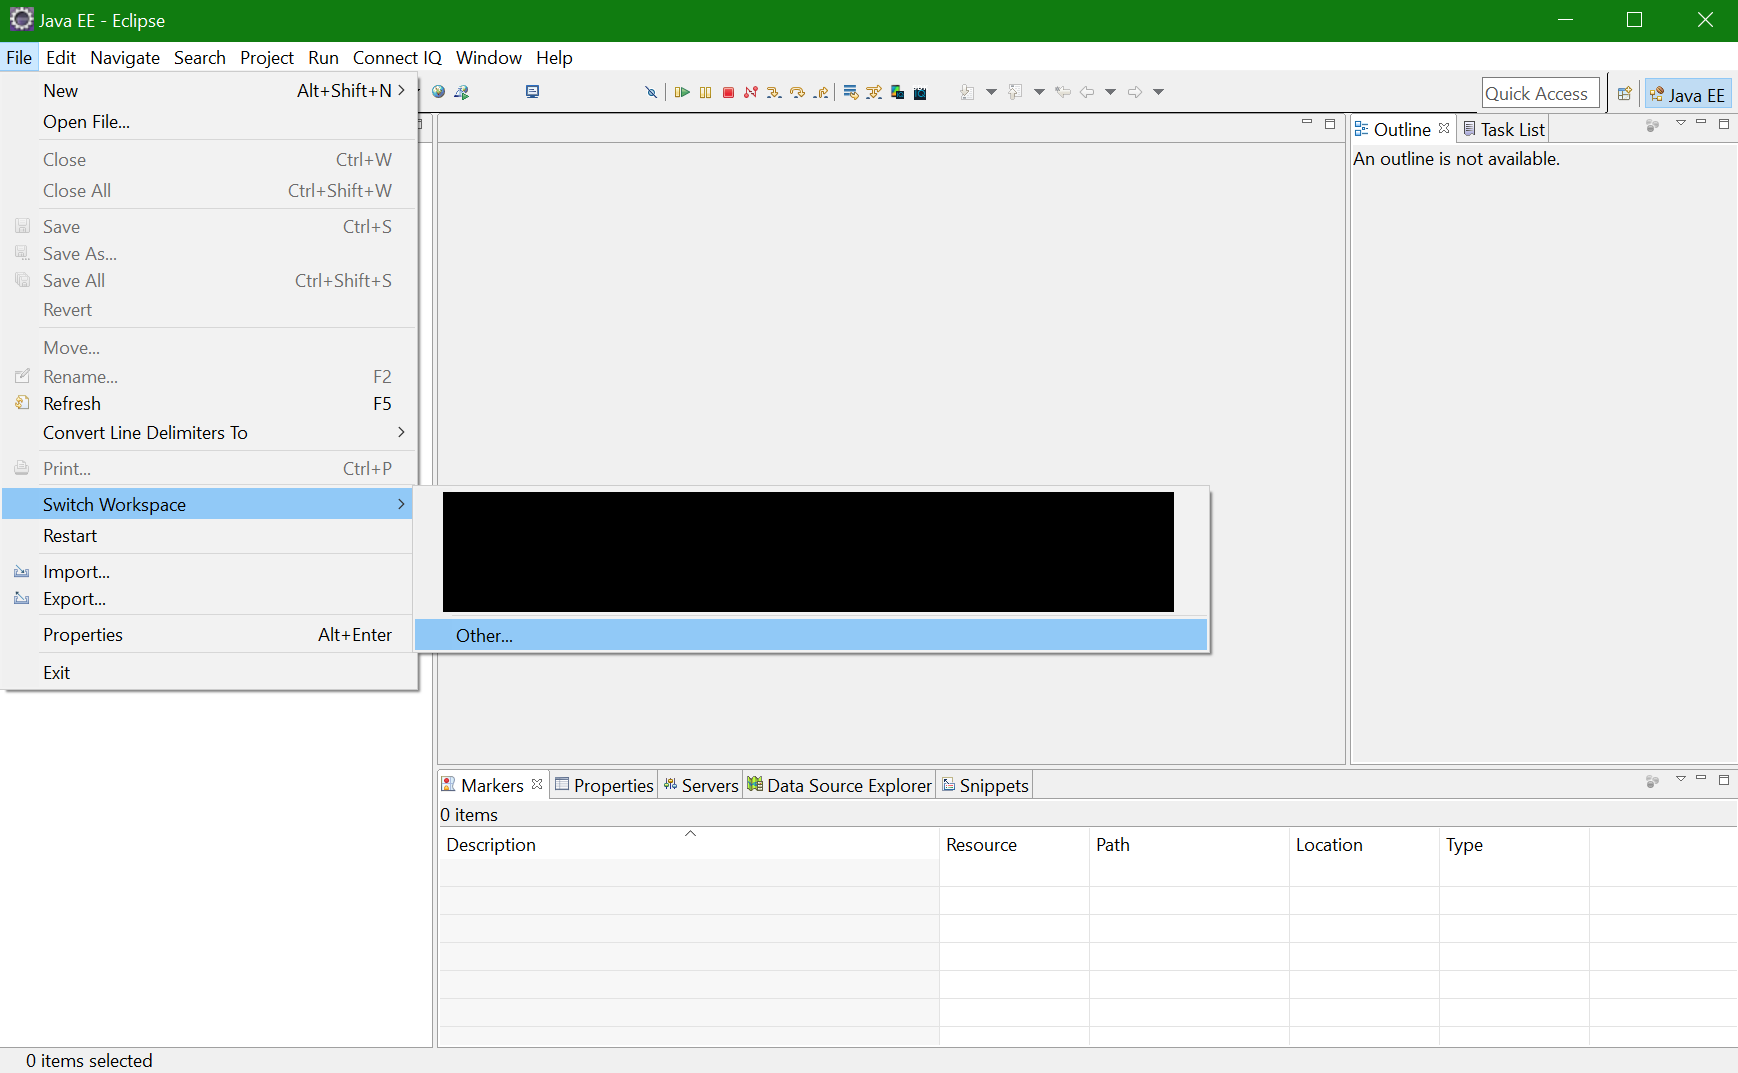 Java EE - Eclipse
File Edit Navigate Search Project Run Connect IQ Window Help
New Alt+Shift+N
Open File...
Close Ctrl+W
Close All Ctrl+Shift+W
Save Ctrl+S
Save As...
Save All Ctrl+Shift+S
Revert
Move...
Rename... F2
Refresh F5
Convert Line Delimiters To
Print... Ctrl+P
Switch Workspace
Restart
Import...
Export...
Properties Alt+Enter
Exit
Other...
Quick Access
Java EE
Outline Task List
An outline is not available.
Markers Properties Servers Data Source Explorer Snippets
0 items
Description Resource Path Location Type
0 items selected